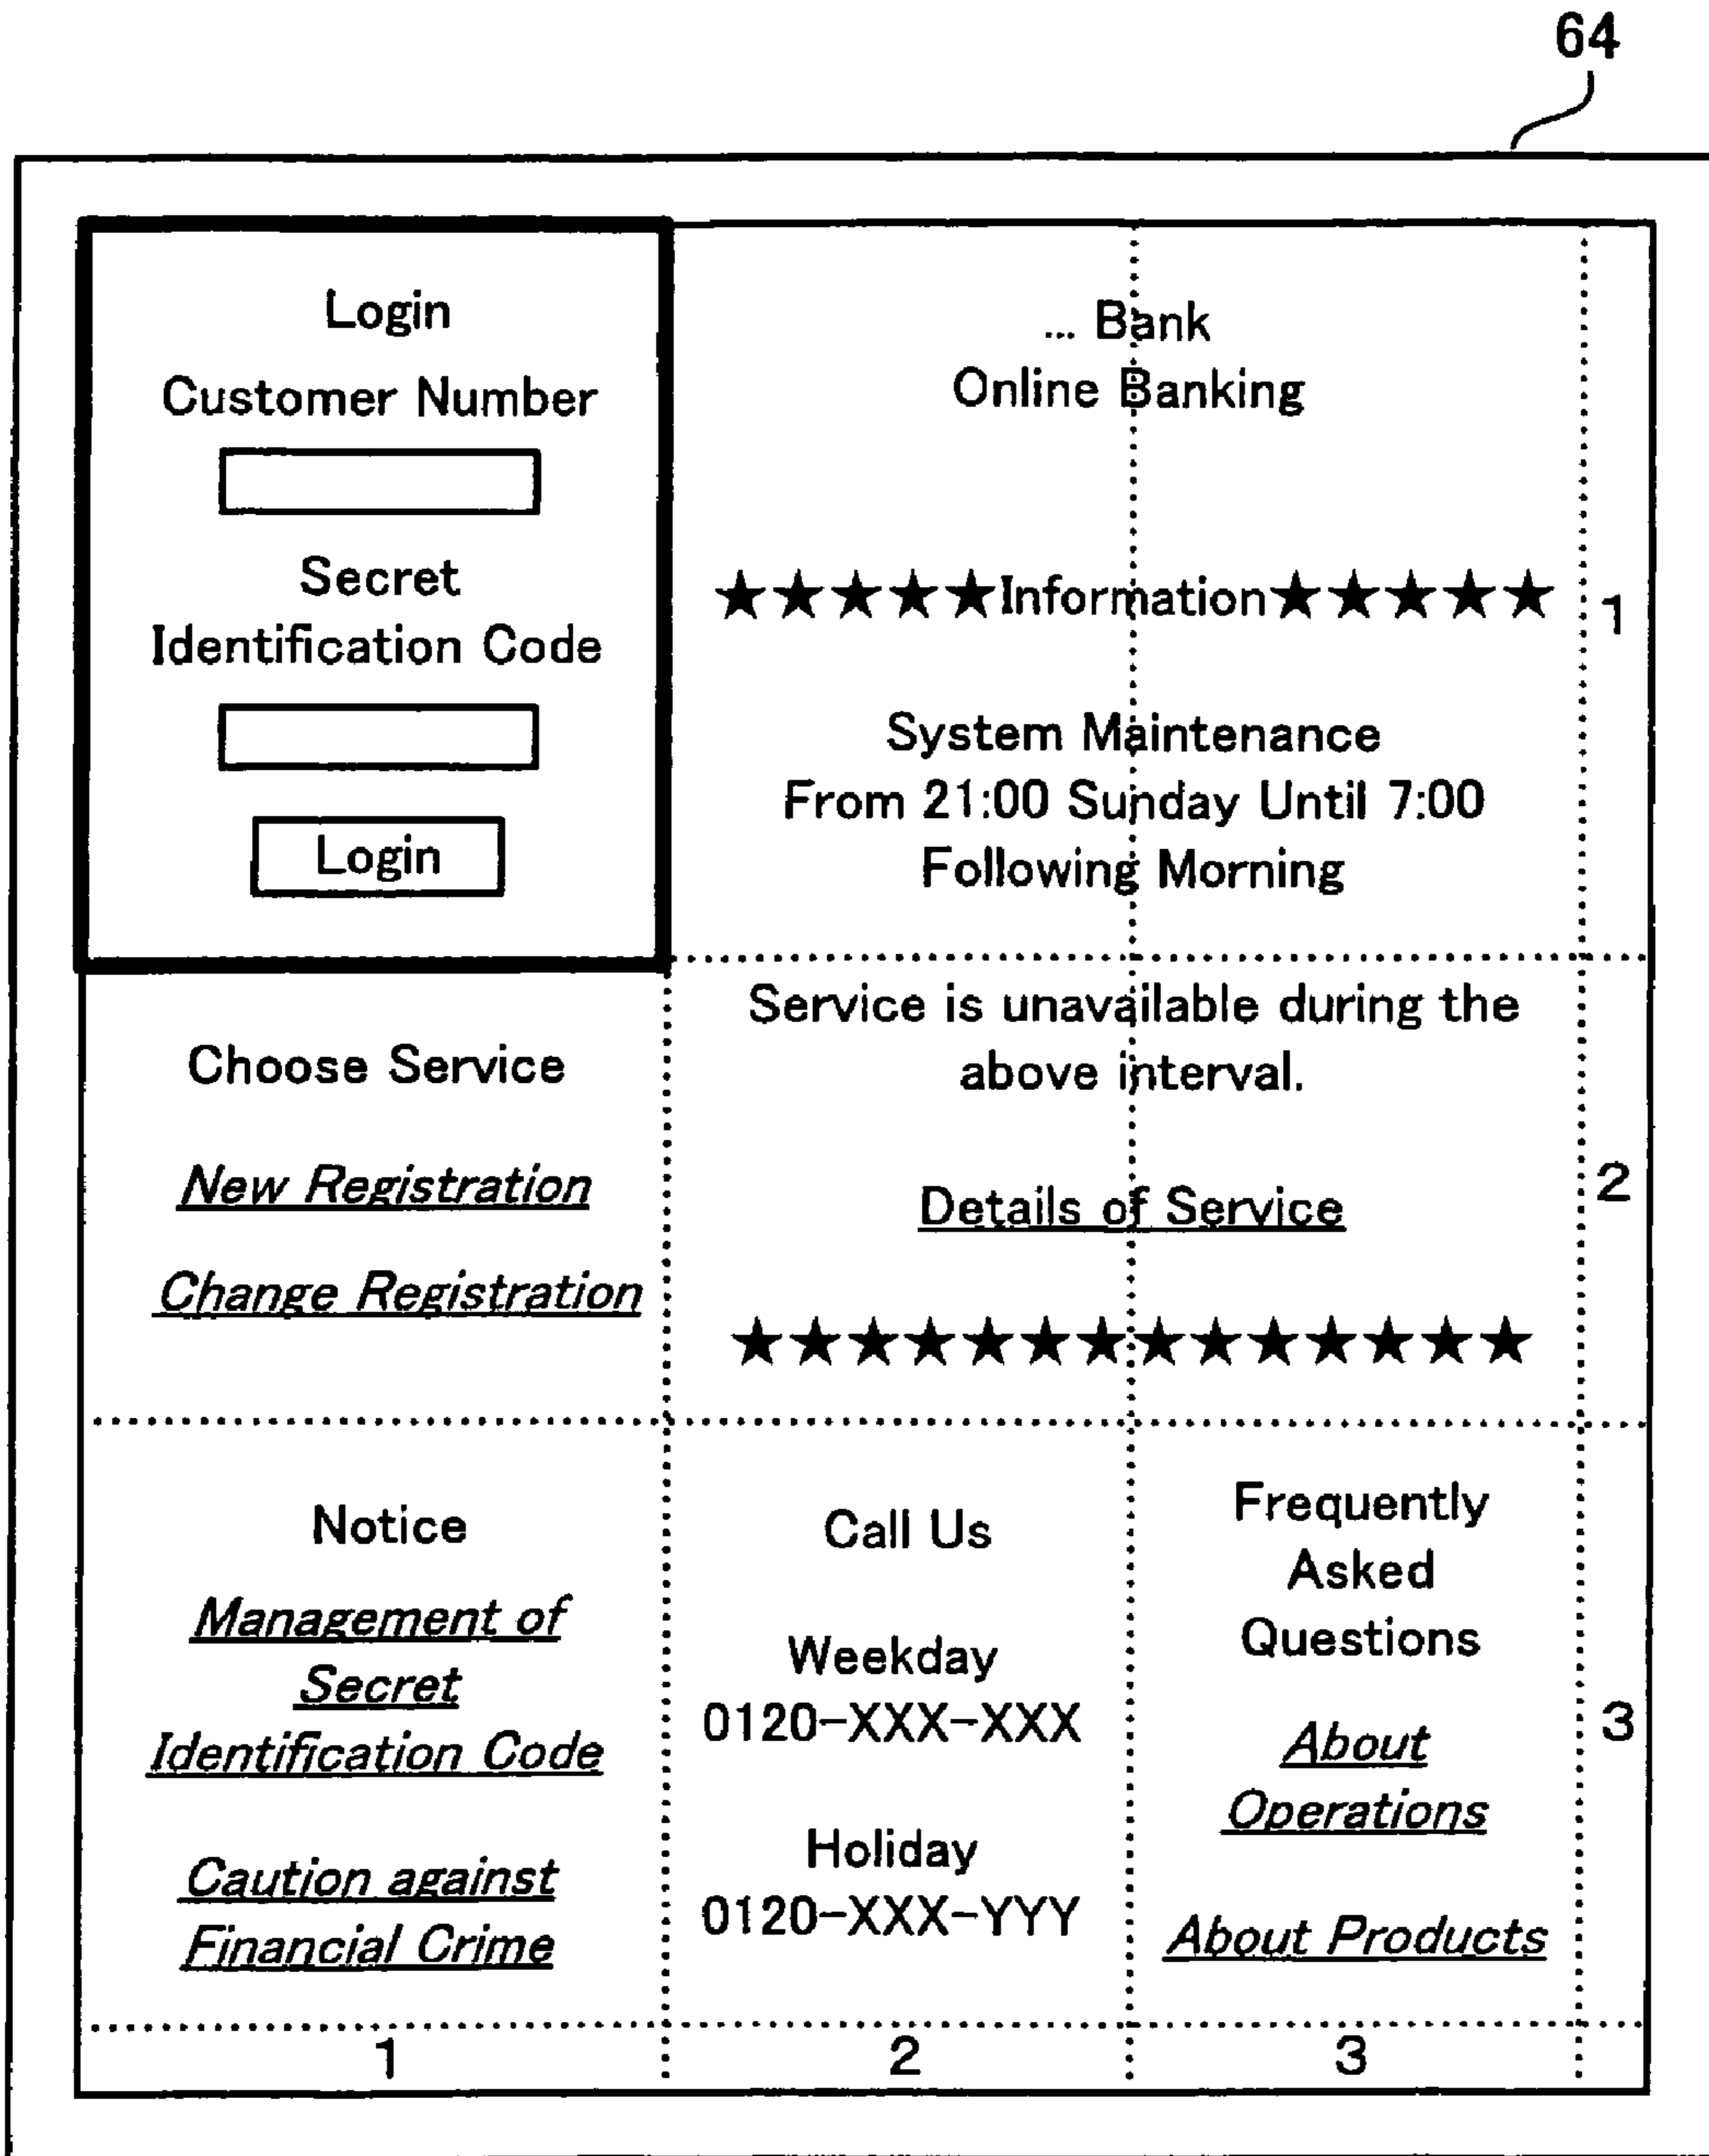 64
Login
Customer Number
Secret
Identification Code
Login
... Bank
Online Banking
★★★★★Information★★★★★
System Maintenance
From 21:00 Sunday Until 7:00
Following Morning
1
Choose Service
New Registration
Change Registration
Service is unavailable during the
above interval.
Details of Service
★★★★★★★★★★★★★★
2
Notice
Management of
Secret
Identification Code
Caution against
Financial Crime
Call Us
Weekday
0120-XXX-XXX
Holiday
0120-XXX-YYY
Frequently
Asked
Questions
About
Operations
About Products
3
1
2
3